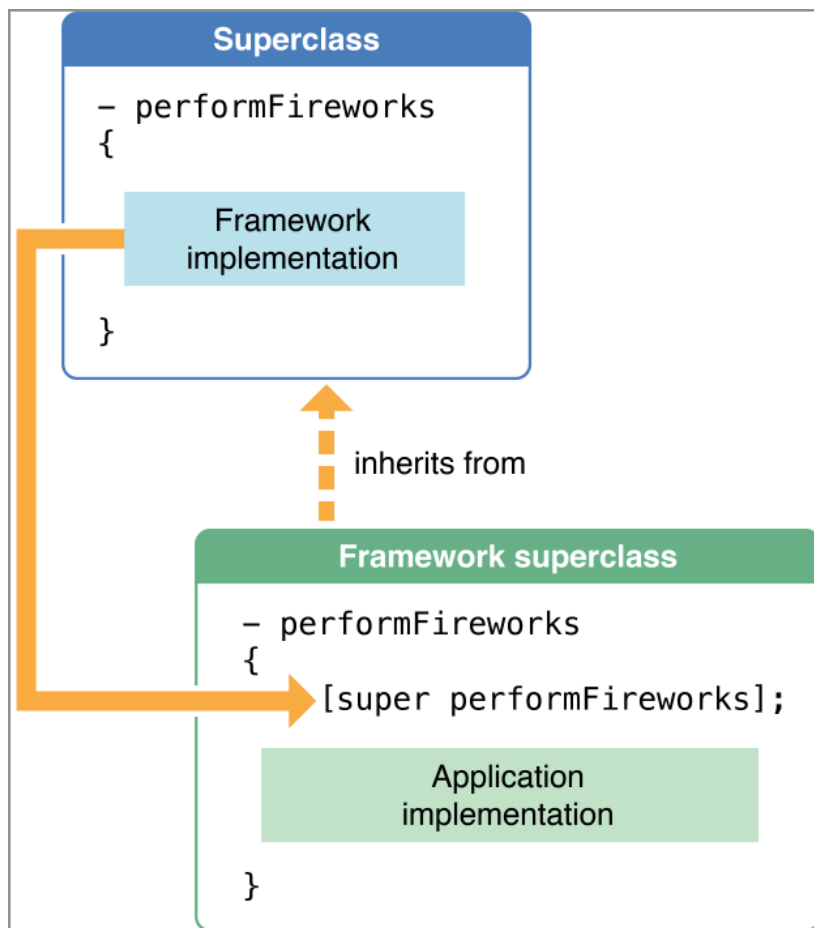 Superclass
- performFireworks
{
Framework
implementation
}
inherits from
Framework superclass
- performFireworks
{
[super performFireworks];
Application
implementation
}